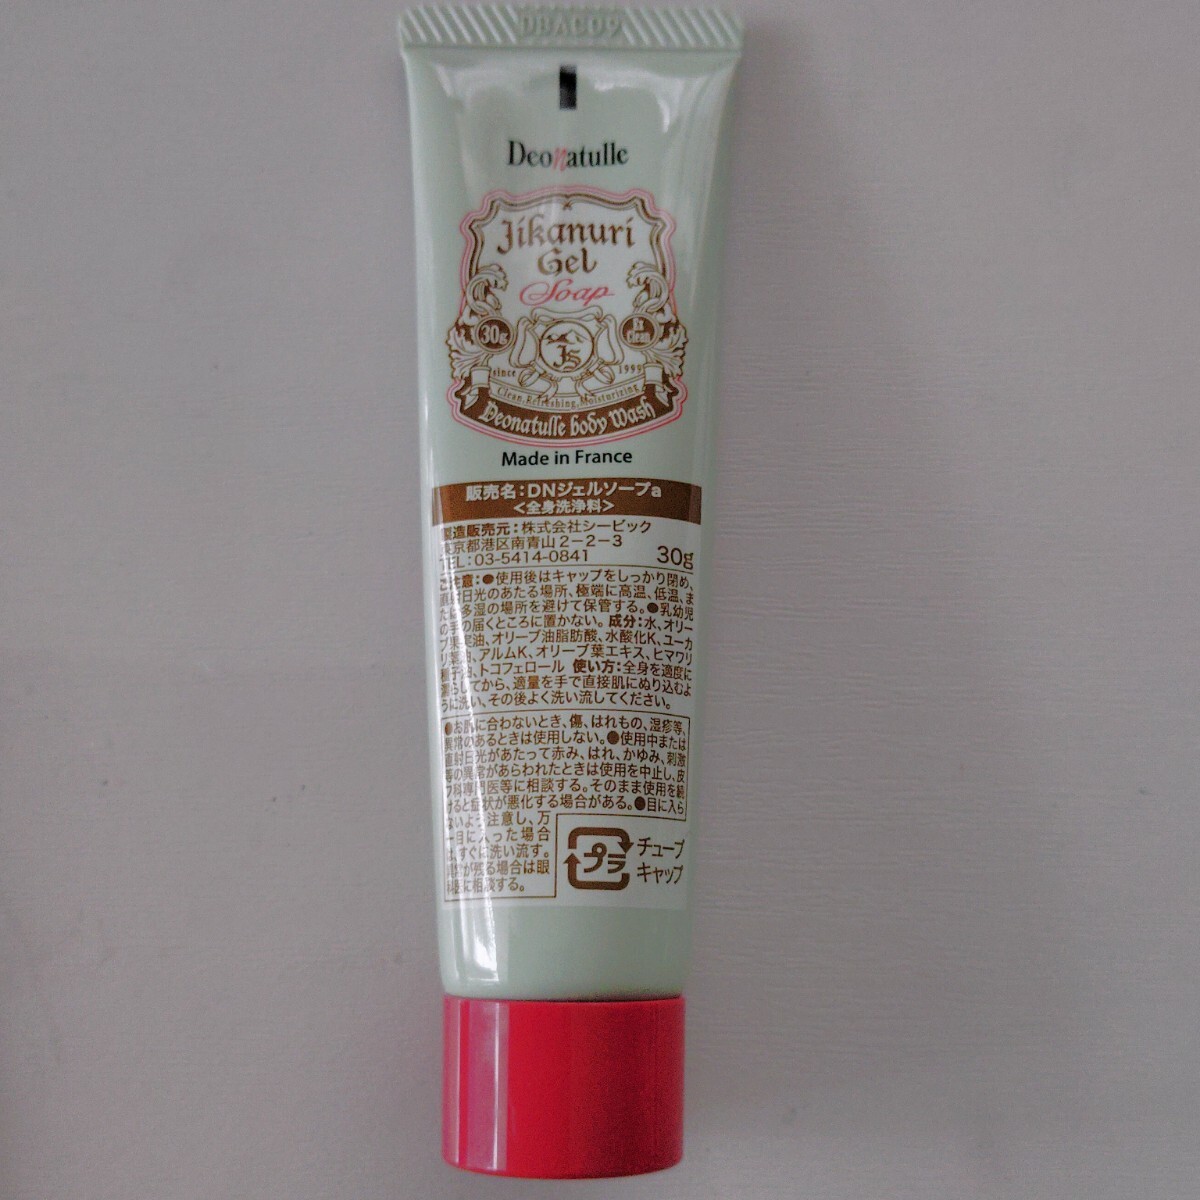 Deonatulle
Jikanuri
Gel
Soap
30g
since 1999
Clean, Refreshing, Moisturizing
Deonatulle body Wash
Made in France
販売名:DNジェルソープa
<全身洗浄料>
製造販売元:株式会社シービック
東京都港区南青山2-2-3
TEL:03-5414-0841 30g
ご注意:●使用後はキャップをしっかり閉め、
直射日光のあたる場所、極端に高温、低温、ま
たは多湿の場所を避けて保管する。●乳幼児
の手の届くところに置かない。成分:水、オリー
ブ果実油、オリーブ油脂肪酸、水酸化K、ユーカ
リ葉油、アルムK、オリーブ葉エキス、ヒマワリ
種子油、トコフェロール 使い方:全身を適度に
濡らしてから、適量を手で直接肌にぬり込むよ
うに洗い、その後よく洗い流してください。
●お肌に合わないとき、傷、はれもの、湿疹等、
異常のあるときは使用しない。●使用中または
直射日光があたって赤み、はれ、かゆみ、刺激
等の異常があらわれたときは使用を中止し、皮
フ科専門医等に相談する。そのまま使用を続
けると症状が悪化する場合がある。●目に入ら
ないよう注意し、万
一目に入った場合
は、すぐに洗い流す。
異常が残る場合は眼
科医に相談する。
プラ
チューブ
キャップ